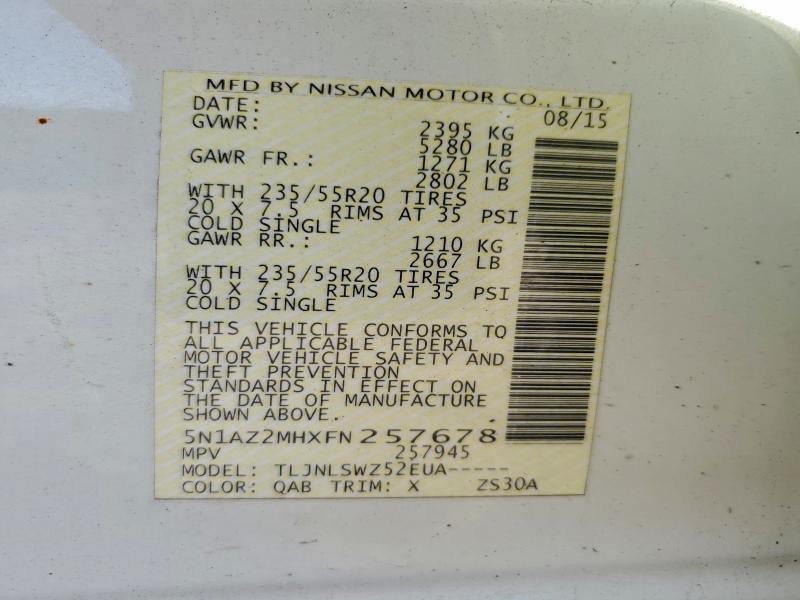 MFD BY NISSAN MOTOR CO., LTD.
DATE: 08/15
GVWR: 2395 KG
5280 LB
GAWR FR.: 1271 KG
2802 LB
WITH 235/55R20 TIRES
20 X 7.5 RIMS AT 35 PSI
COLD SINGLE
GAWR RR.: 1210 KG
2667 LB
WITH 235/55R20 TIRES
20 X 7.5 RIMS AT 35 PSI
COLD SINGLE
THIS VEHICLE CONFORMS TO
ALL APPLICABLE FEDERAL
MOTOR VEHICLE SAFETY AND
THEFT PREVENTION
STANDARDS IN EFFECT ON
THE DATE OF MANUFACTURE
SHOWN ABOVE.
5N1AZ2MHXFN257678
MPV 257945
MODEL: TLJNLSWZ52EUA-----
COLOR: QAB TRIM: X ZS30A